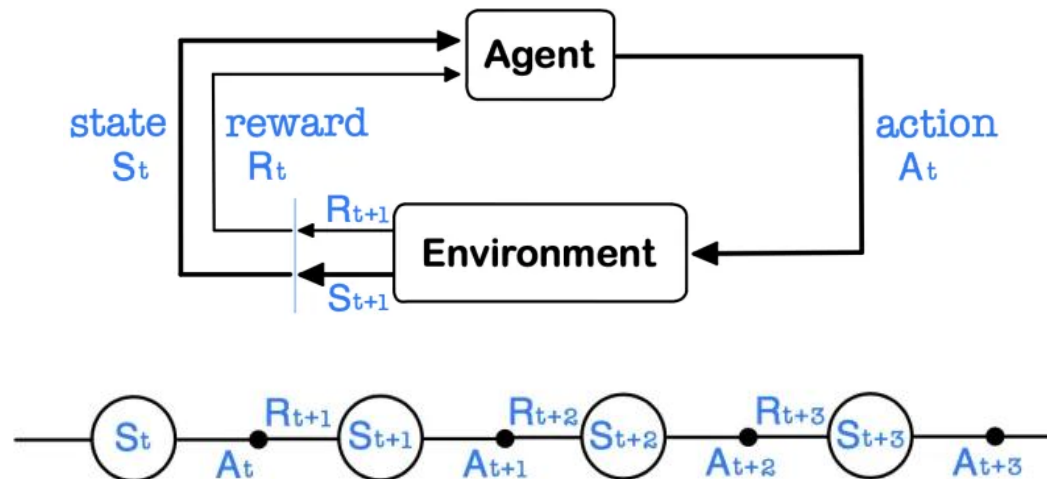 Agent
state reward action
St Rt At
Rt+1
Environment
St+1
Rt+1 Rt+2 Rt+3
St St+1 St+2 St+3
At At+1 At+2 At+3